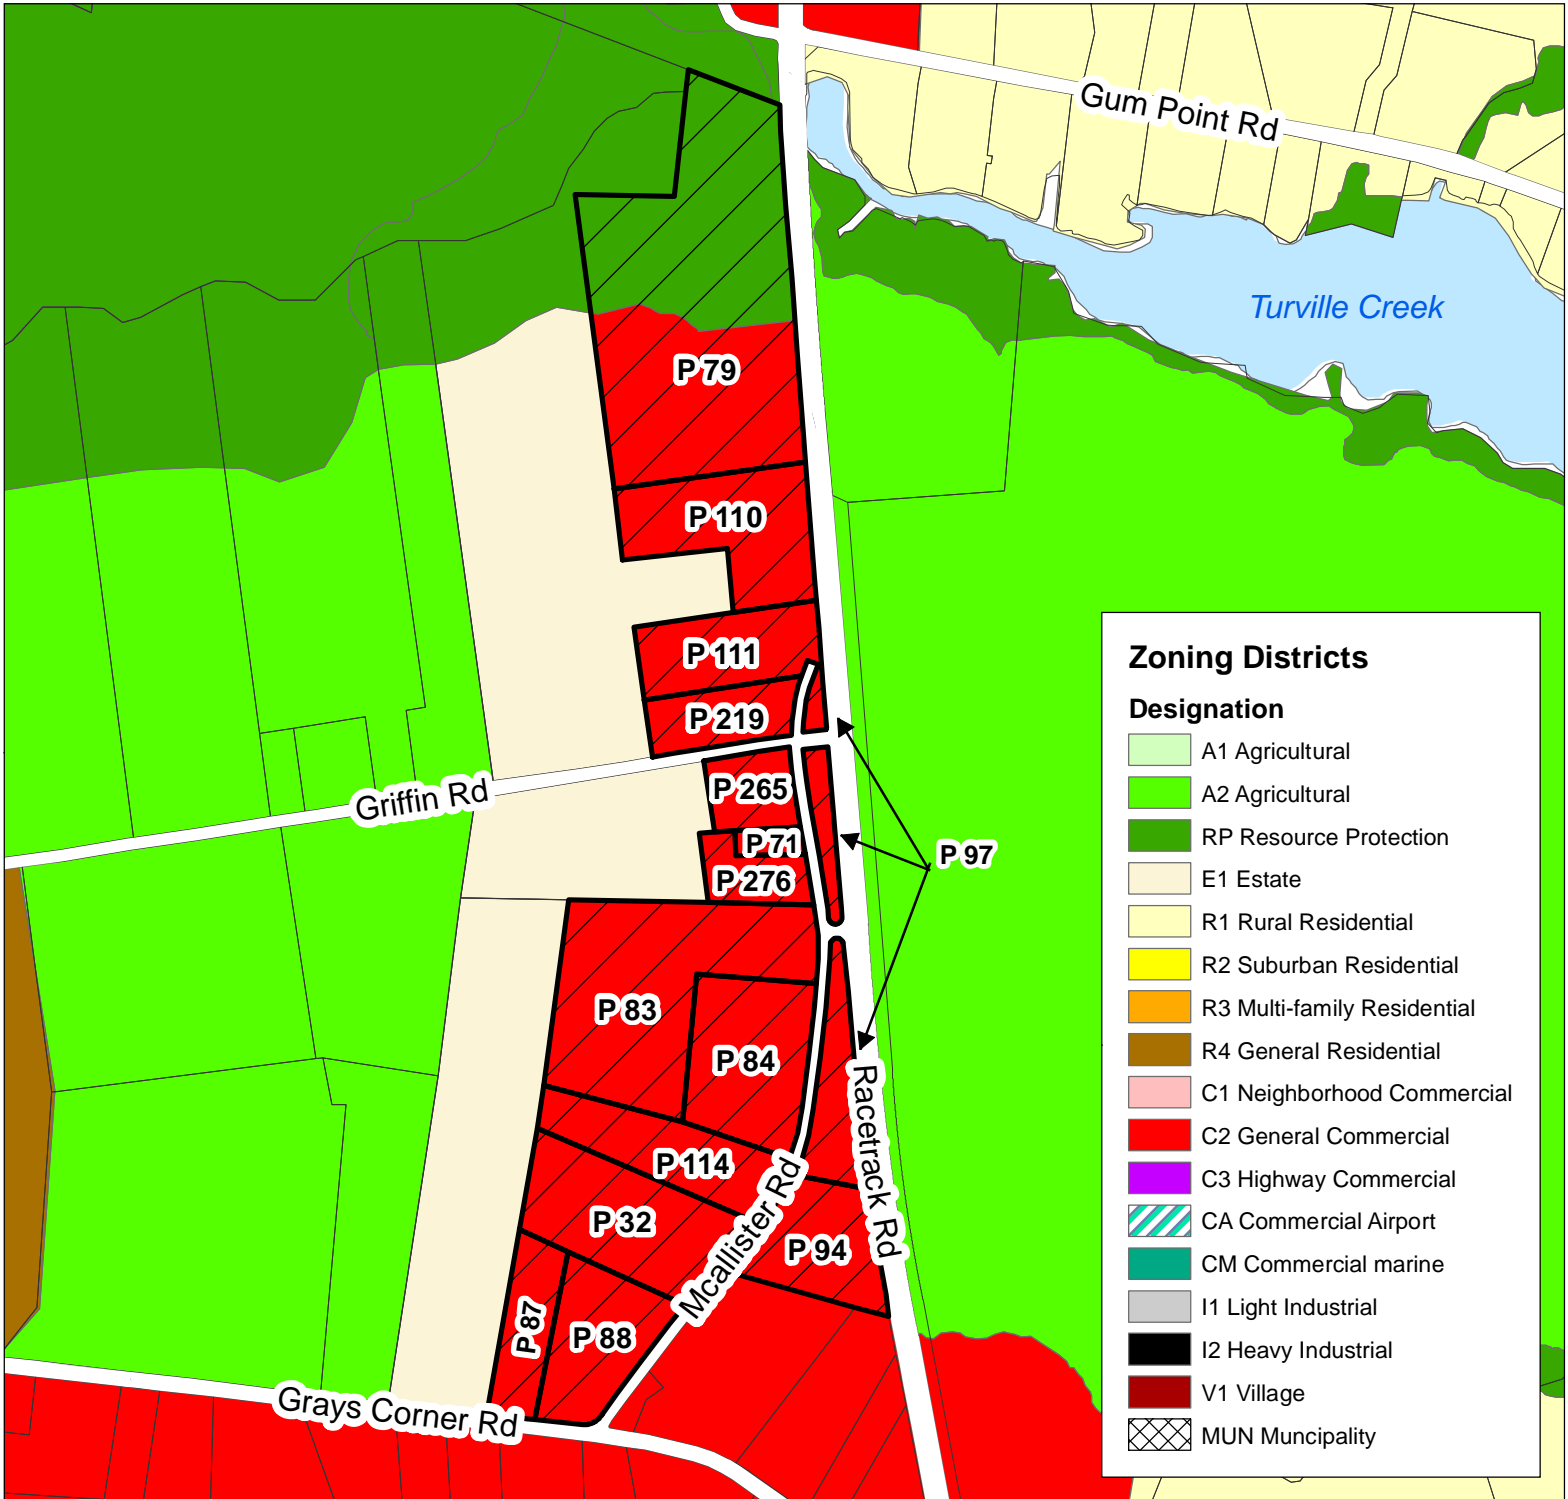 Gum Point Rd
Turville Creek
P 79
P 110
P 111
P 219
Griffin Rd
P 265
P 71
P 97
P 276
P 83
P 84
Racetrack Rd
P 114
P 32
Mcallister Rd
P 94
P 87
P 88
Grays Corner Rd
Zoning Districts
Designation
A1 Agricultural
A2 Agricultural
RP Resource Protection
E1 Estate
R1 Rural Residential
R2 Suburban Residential
R3 Multi-family Residential
R4 General Residential
C1 Neighborhood Commercial
C2 General Commercial
C3 Highway Commercial
CA Commercial Airport
CM Commercial marine
I1 Light Industrial
I2 Heavy Industrial
V1 Village
MUN Muncipality